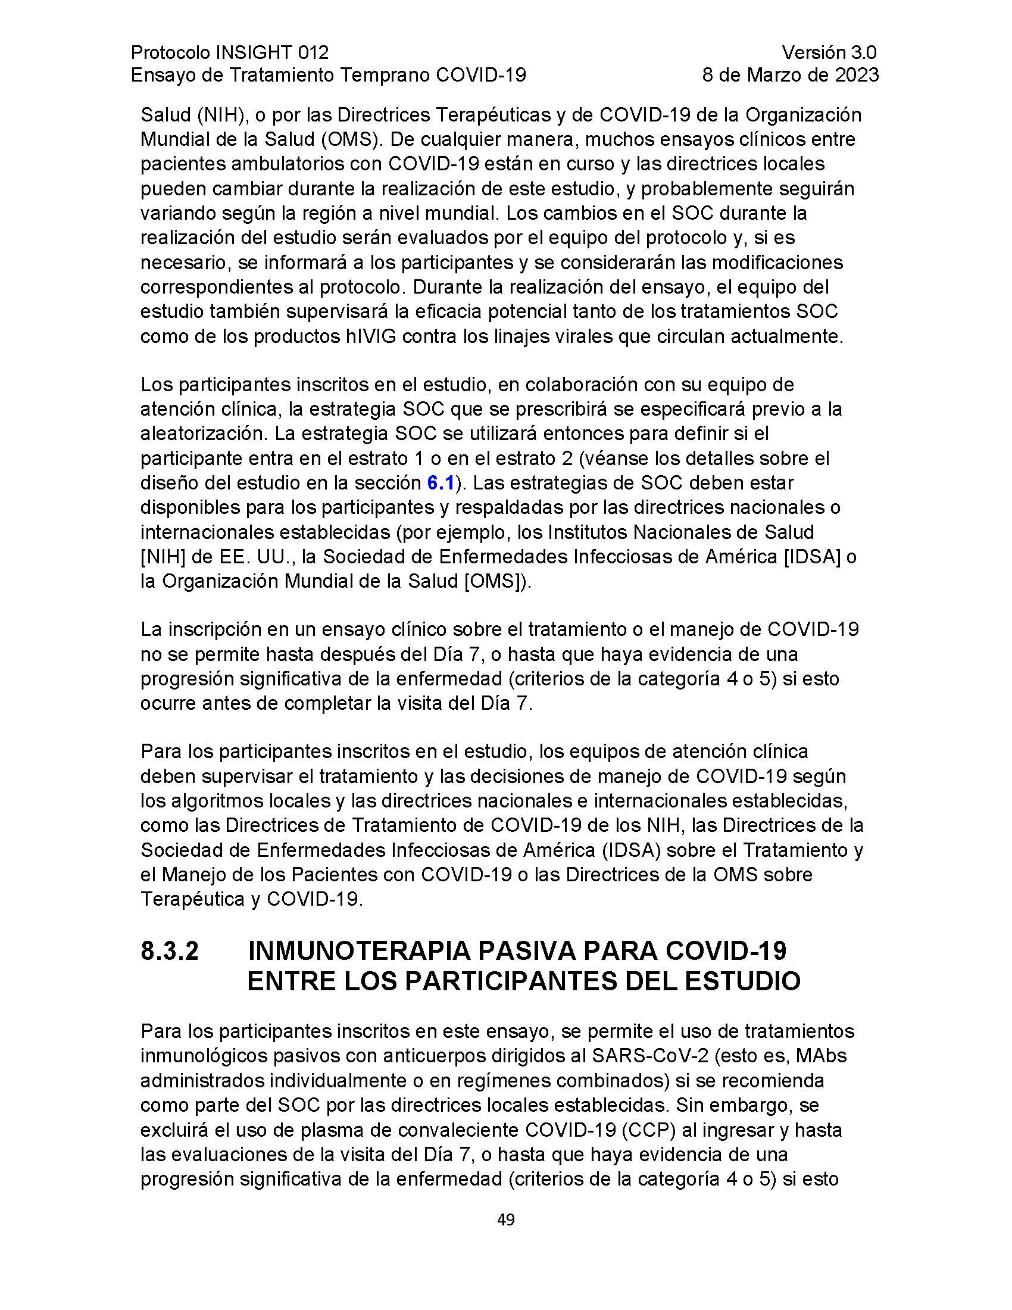 Protocolo INSIGHT 012 Versión 3.0
Ensayo de Tratamiento Temprano COVID-19 8 de Marzo de 2023
Salud (NIH), o por las Directrices Terapéuticas y de COVID-19 de la Organización
Mundial de la Salud (OMS). De cualquier manera, muchos ensayos clínicos entre
pacientes ambulatorios con COVID-19 están en curso y las directrices locales
pueden cambiar durante la realización de este estudio, y probablemente seguirán
variando según la región a nivel mundial. Los cambios en el SOC durante la
realización del estudio serán evaluados por el equipo del protocolo y, si es
necesario, se informará a los participantes y se considerarán las modificaciones
correspondientes al protocolo. Durante la realización del ensayo, el equipo del
estudio también supervisará la eficacia potencial tanto de los tratamientos SOC
como de los productos hIVIG contra los linajes virales que circulan actualmente.
Los participantes inscritos en el estudio, en colaboración con su equipo de
atención clínica, la estrategia SOC que se prescribirá se especificará previo a la
aleatorización. La estrategia SOC se utilizará entonces para definir si el
participante entra en el estrato 1 o en el estrato 2 (véanse los detalles sobre el
diseño del estudio en la sección 6.1). Las estrategias de SOC deben estar
disponibles para los participantes y respaldadas por las directrices nacionales o
internacionales establecidas (por ejemplo, los Institutos Nacionales de Salud
[NIH] de EE. UU., la Sociedad de Enfermedades Infecciosas de América [IDSA] o
la Organización Mundial de la Salud [OMS]).
La inscripción en un ensayo clínico sobre el tratamiento o el manejo de COVID-19
no se permite hasta después del Día 7, o hasta que haya evidencia de una
progresión significativa de la enfermedad (criterios de la categoría 4 o 5) si esto
ocurre antes de completar la visita del Día 7.
Para los participantes inscritos en el estudio, los equipos de atención clínica
deben supervisar el tratamiento y las decisiones de manejo de COVID-19 según
los algoritmos locales y las directrices nacionales e internacionales establecidas,
como las Directrices de Tratamiento de COVID-19 de los NIH, las Directrices de la
Sociedad de Enfermedades Infecciosas de América (IDSA) sobre el Tratamiento y
el Manejo de los Pacientes con COVID-19 o las Directrices de la OMS sobre
Terapéutica y COVID-19.
8.3.2 INMUNOTERAPIA PASIVA PARA COVID-19
ENTRE LOS PARTICIPANTES DEL ESTUDIO
Para los participantes inscritos en este ensayo, se permite el uso de tratamientos
inmunológicos pasivos con anticuerpos dirigidos al SARS-CoV-2 (esto es, MAbs
administrados individualmente o en regímenes combinados) si se recomienda
como parte del SOC por las directrices locales establecidas. Sin embargo, se
excluirá el uso de plasma de convaleciente COVID-19 (CCP) al ingresar y hasta
las evaluaciones de la visita del Día 7, o hasta que haya evidencia de una
progresión significativa de la enfermedad (criterios de la categoría 4 o 5) si esto
49